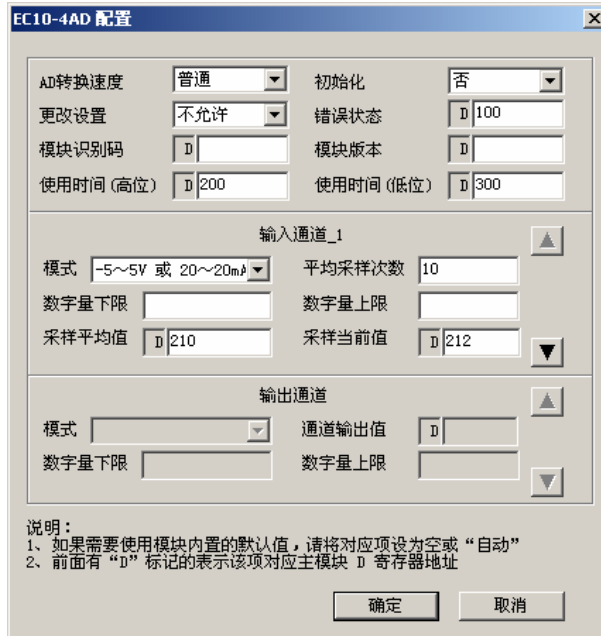 EC10-4AD 配置
AD转换速度 普通 初始化 否
更改设置 不允许 错误状态 D 100
模块识别码 D 模块版本 D
使用时间(高位) D 200 使用时间(低位) D 300
输入通道_1
模式 -5～5V 或 20～20mA 平均采样次数 10
数字量下限 数字量上限
采样平均值 D 210 采样当前值 D 212
输出通道
模式 通道输出值 D
数字量下限 数字量上限
说明：
1、如果需要使用模块内置的默认值，请将对应项设为空或“自动”
2、前面有“D”标记的表示该项对应主模块 D 寄存器地址
确定 取消